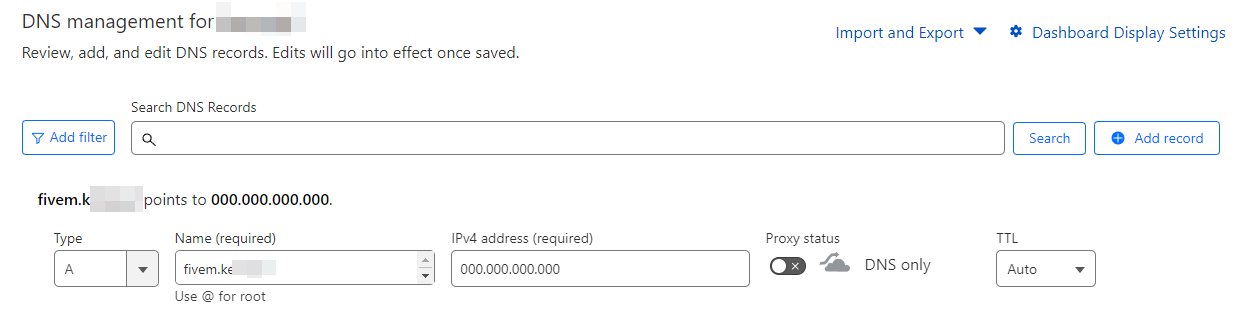 DNS management for
Review, add, and edit DNS records. Edits will go into effect once saved.
Import and Export
Dashboard Display Settings
Search DNS Records
Add filter
Search
Add record
fivem.k points to 000.000.000.000.
Type
Name (required)
IPv4 address (required)
Proxy status
TTL
A
fivem.ke
000.000.000.000
DNS only
Auto
Use @ for root